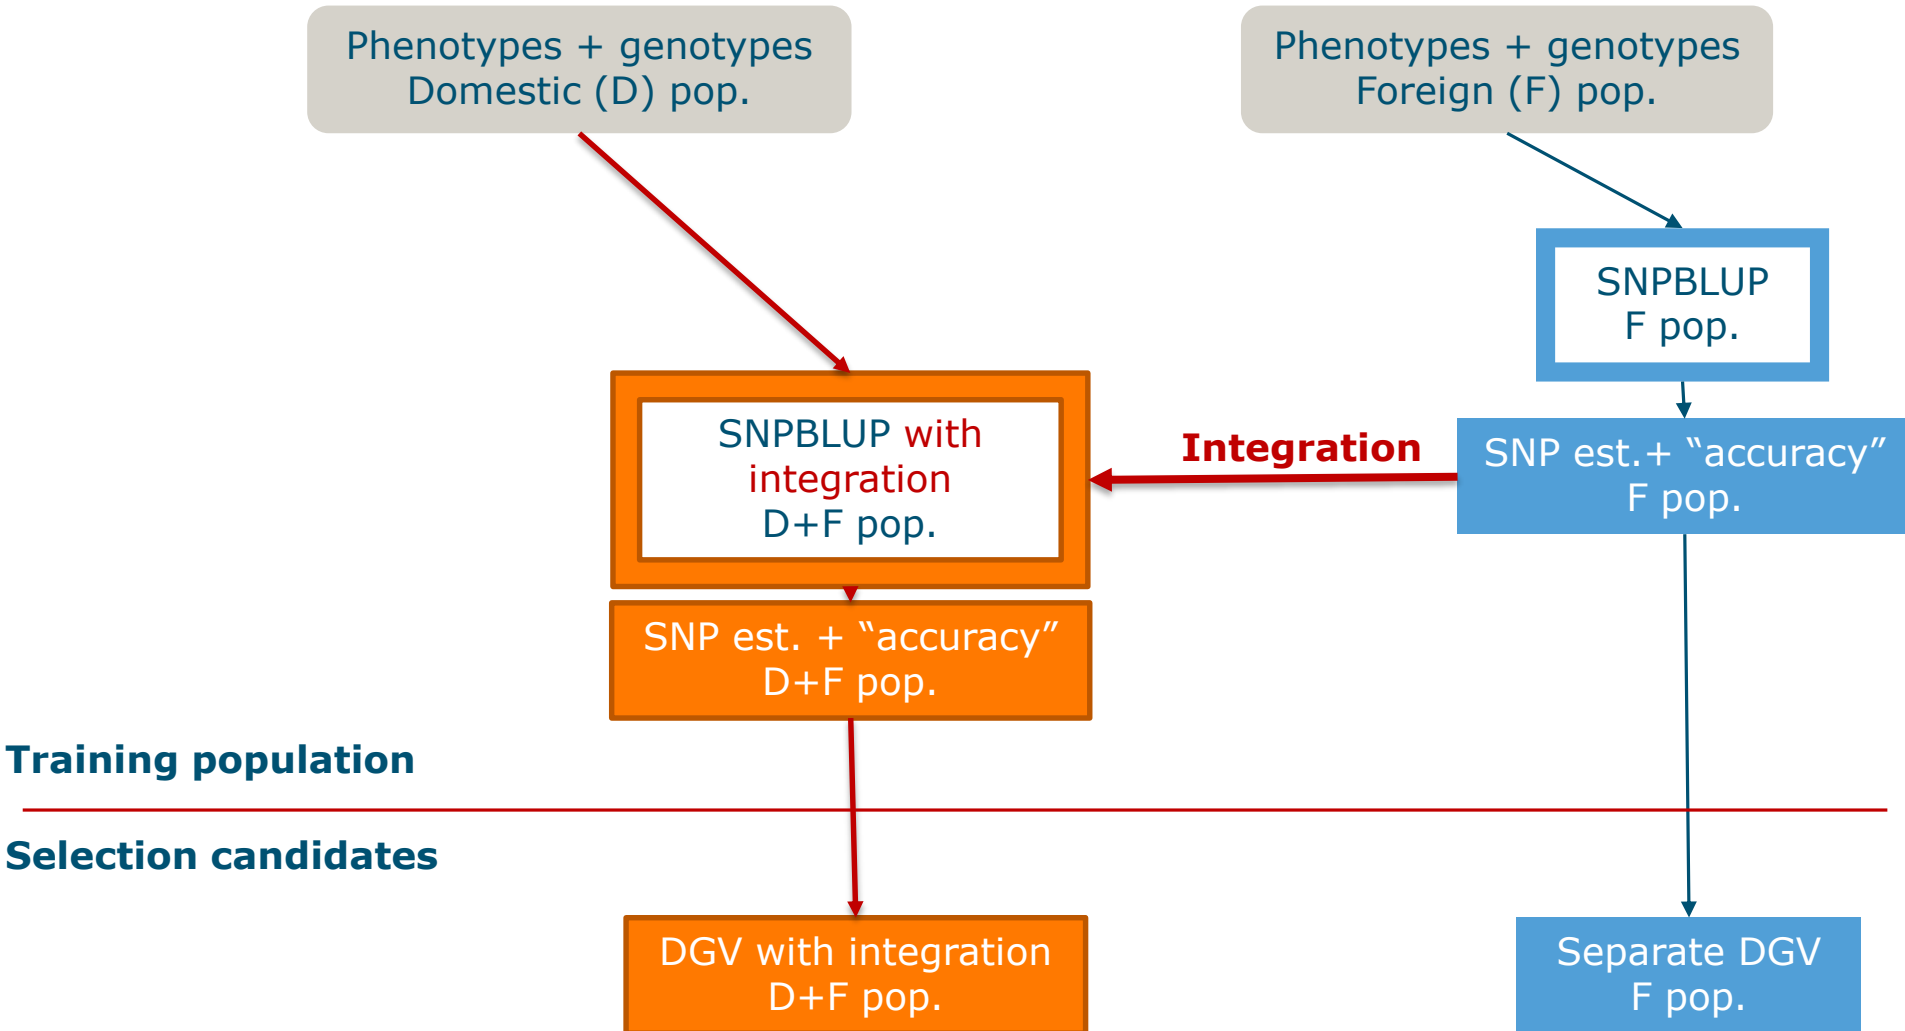 Phenotypes + genotypes
Domestic (D) pop.
Phenotypes + genotypes
Foreign (F) pop.
SNPBLUP
F pop.
SNPBLUP with
integration
D+F pop.
Integration
SNP est.+ “accuracy”
F pop.
SNP est. + “accuracy”
D+F pop.
Training population
Selection candidates
DGV with integration
D+F pop.
Separate DGV
F pop.